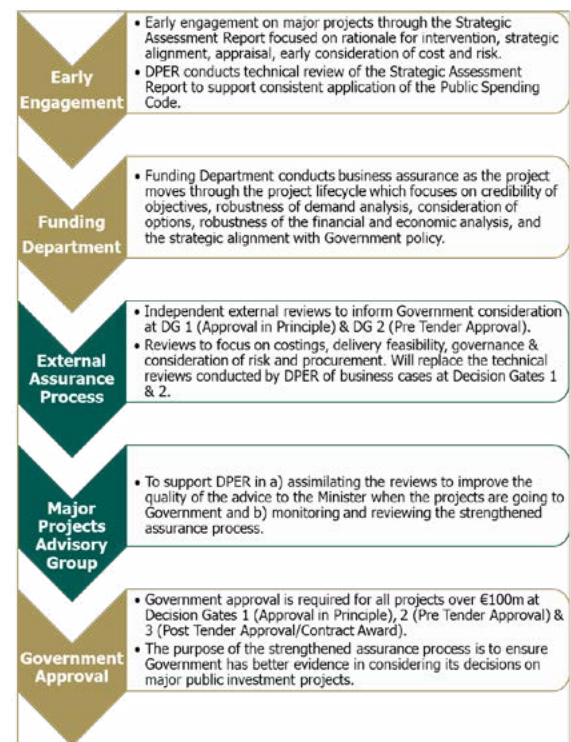 Early
Engagement
• Early engagement on major projects through the Strategic
Assessment Report focused on rationale for intervention, strategic
alignment, appraisal, early consideration of cost and risk.
• DPER conducts technical review of the Strategic Assessment
Report to support consistent application of the Public Spending
Code.
Funding
Department
• Funding Department conducts business assurance as the project
moves through the project lifecycle which focuses on credibility of
objectives, robustness of demand analysis, consideration of
options, robustness of the financial and economic analysis, and
the strategic alignment with Government policy.
External
Assurance
Process
• Independent external reviews to inform Government consideration
at DG 1 (Approval in Principle) & DG 2 (Pre Tender Approval).
• Reviews to focus on costings, delivery feasibility, governance &
consideration of risk and procurement. Will replace the technical
reviews conducted by DPER of business cases at Decision Gates 1
& 2.
Major
Projects
Advisory
Group
• To support DPER in a) assimilating the reviews to improve the
quality of the advice to the Minister when the projects are going to
Government and b) monitoring and reviewing the strengthened
assurance process.
Government
Approval
• Government approval is required for all projects over €100m at
Decision Gates 1 (Approval in Principle), 2 (Pre Tender Approval) &
3 (Post Tender Approval/Contract Award).
• The purpose of the strengthened assurance process is to ensure
Government has better evidence in considering its decisions on
major public investment projects.